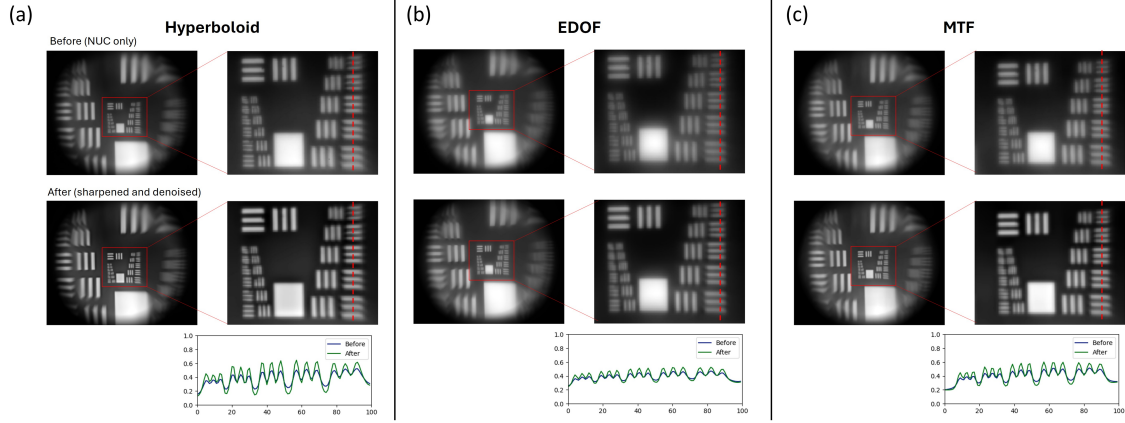 (a)
Hyperboloid
Before (NUC only)
After (sharpened and denoised)
1.0
0.8
0.6
0.4
0.2
0.0
0 20 40 60 80 100
Before
After
(b)
EDOF
1.0
0.8
0.6
0.4
0.2
0.0
0 20 40 60 80 100
Before
After
(c)
MTF
1.0
0.8
0.6
0.4
0.2
0.0
0 20 40 60 80 100
Before
After